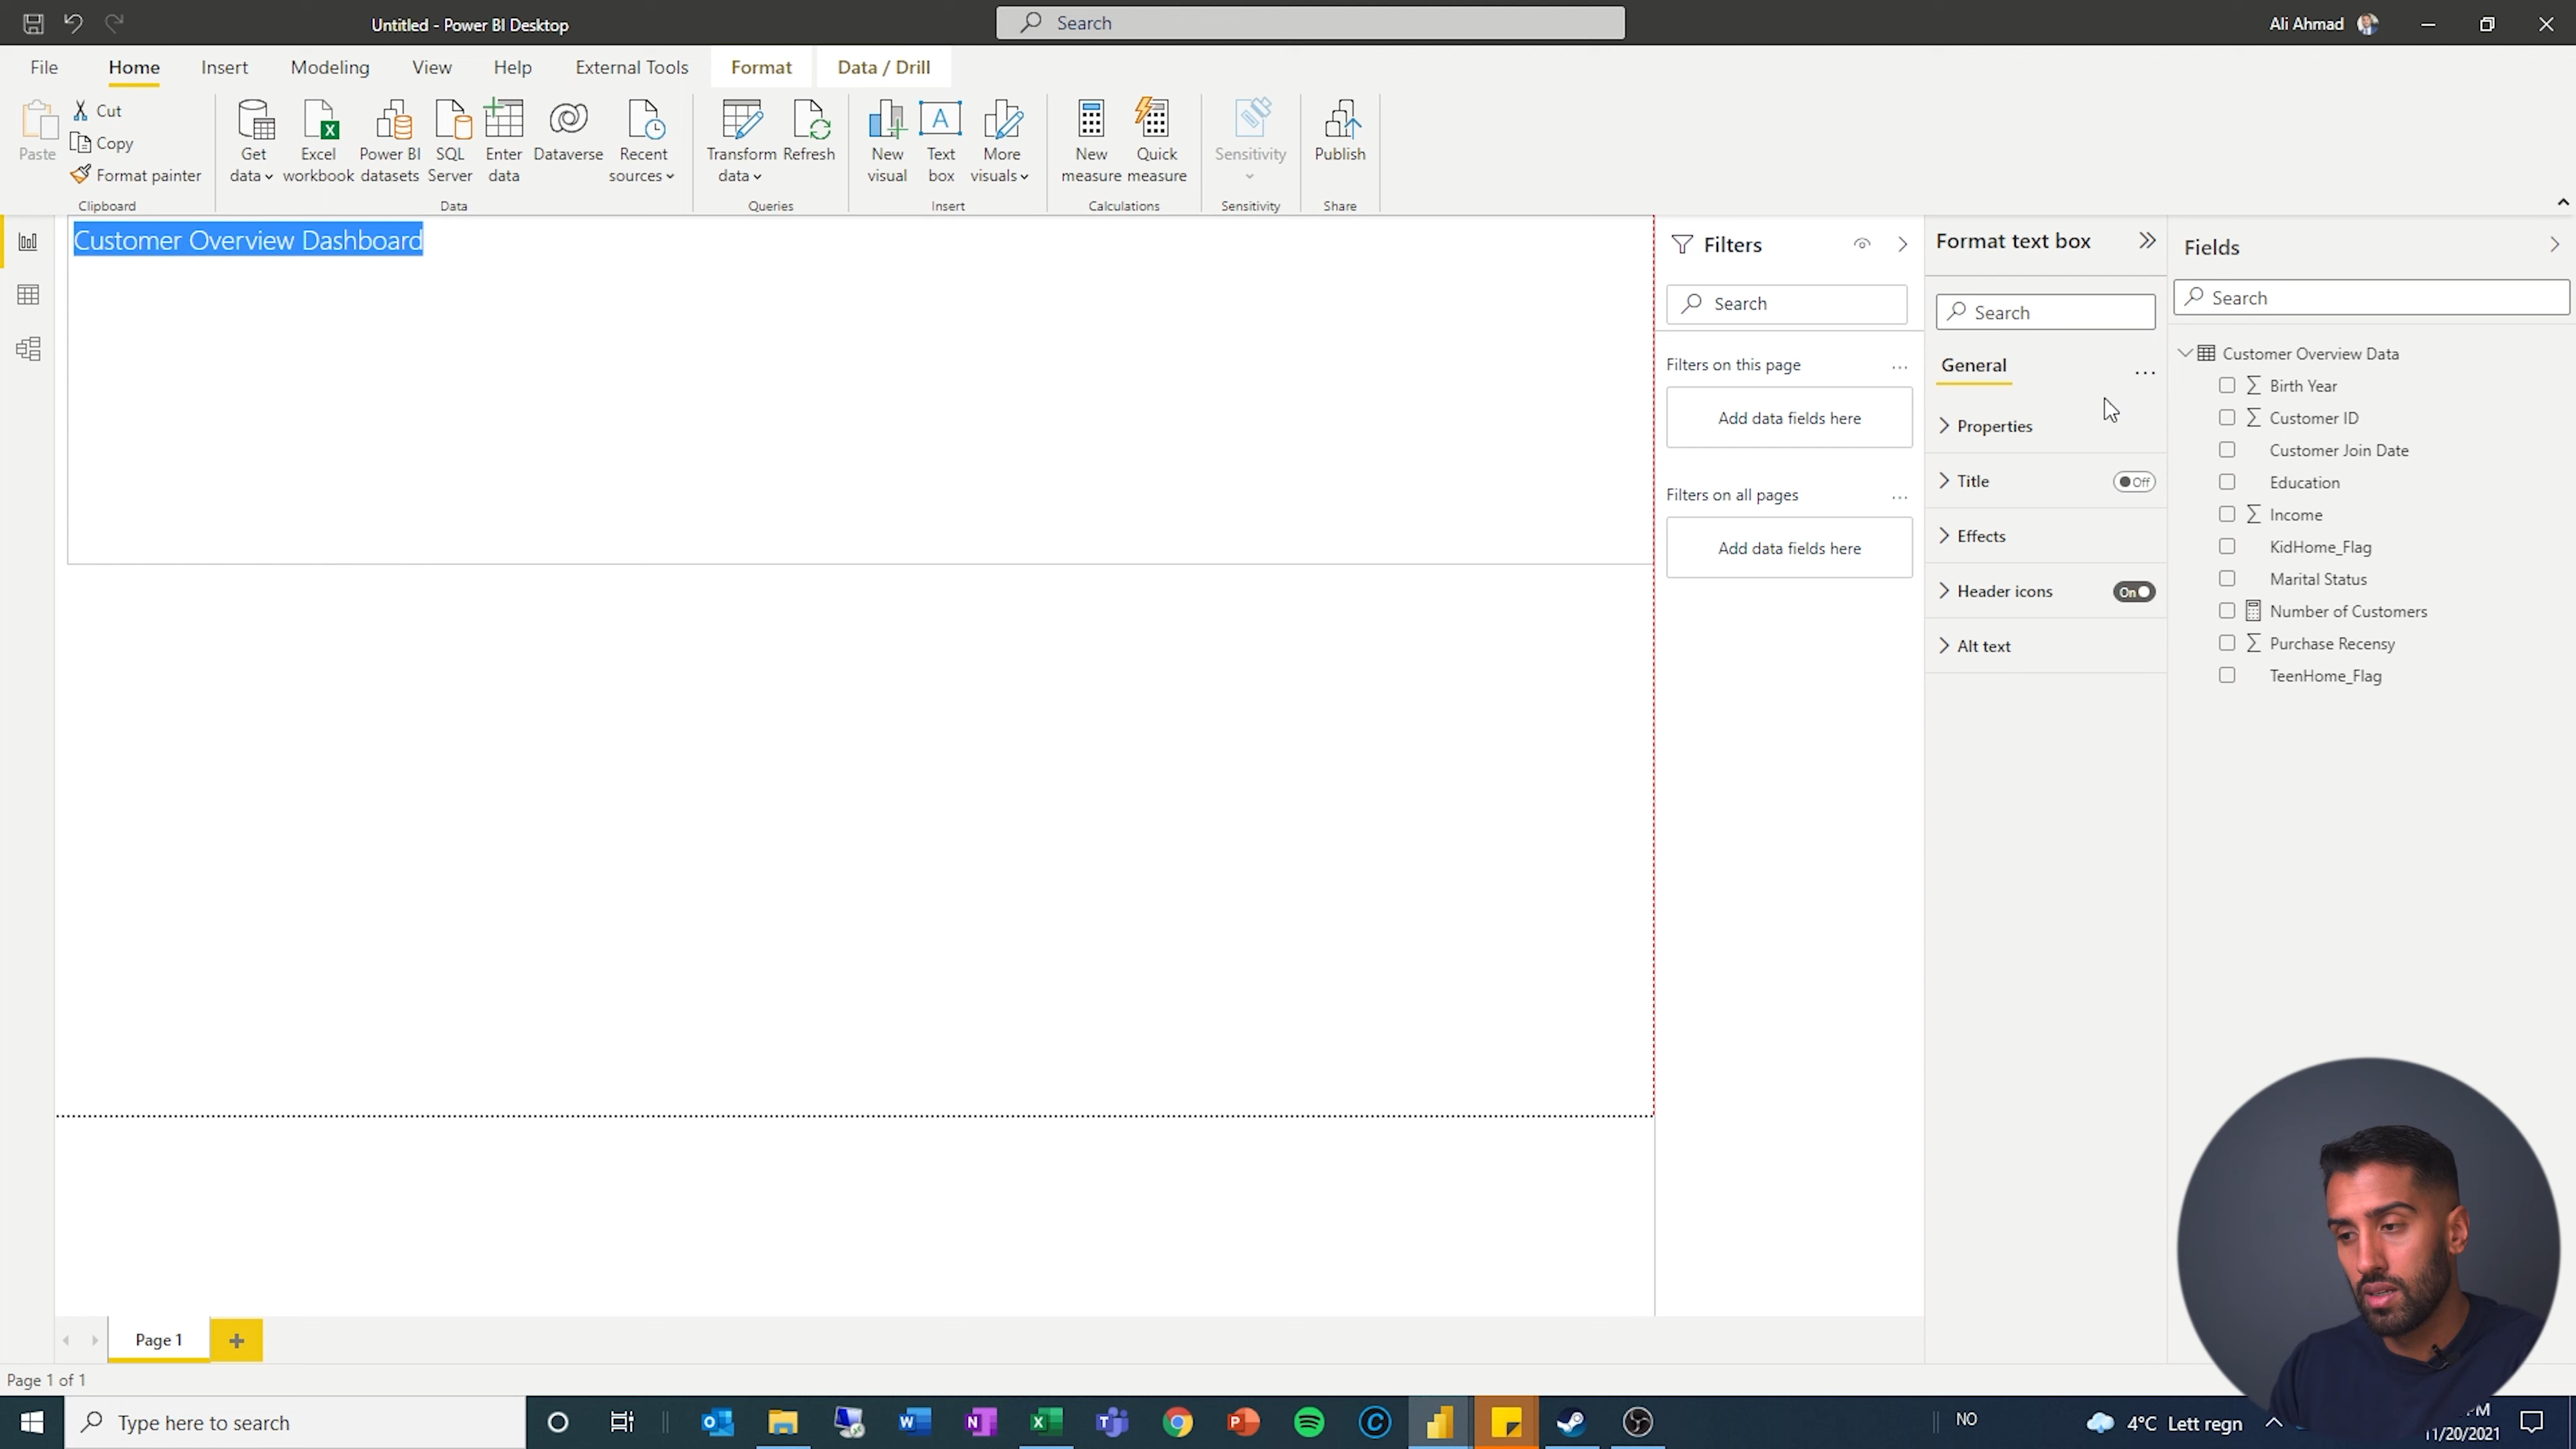 Untitled - Power BI Desktop
Search
Ali Ahmad
File
Home
Insert
Modeling
View
Help
External Tools
Format
Data / Drill
Paste
Cut
Copy
Format painter
Clipboard
Get data
Excel workbook
Power BI datasets
SQL Server
Enter data
Dataverse
Recent sources
Data
Transform data
Refresh
Queries
New visual
Text box
More visuals
Insert
New measure
Quick measure
Calculations
Sensitivity
Sensitivity
Publish
Share
Customer Overview Dashboard
Filters
Search
Filters on this page
...
Add data fields here
Filters on all pages
...
Add data fields here
Format text box
Search
General
...
Properties
Title
Off
Effects
Header icons
On
Alt text
Fields
Search
Customer Overview Data
Birth Year
Customer ID
Customer Join Date
Education
Income
KidHome_Flag
Marital Status
Number of Customers
Purchase Recensy
TeenHome_Flag
Page 1
Page 1 of 1
Type here to search
NO
4°C Lett regn
11/20/2021